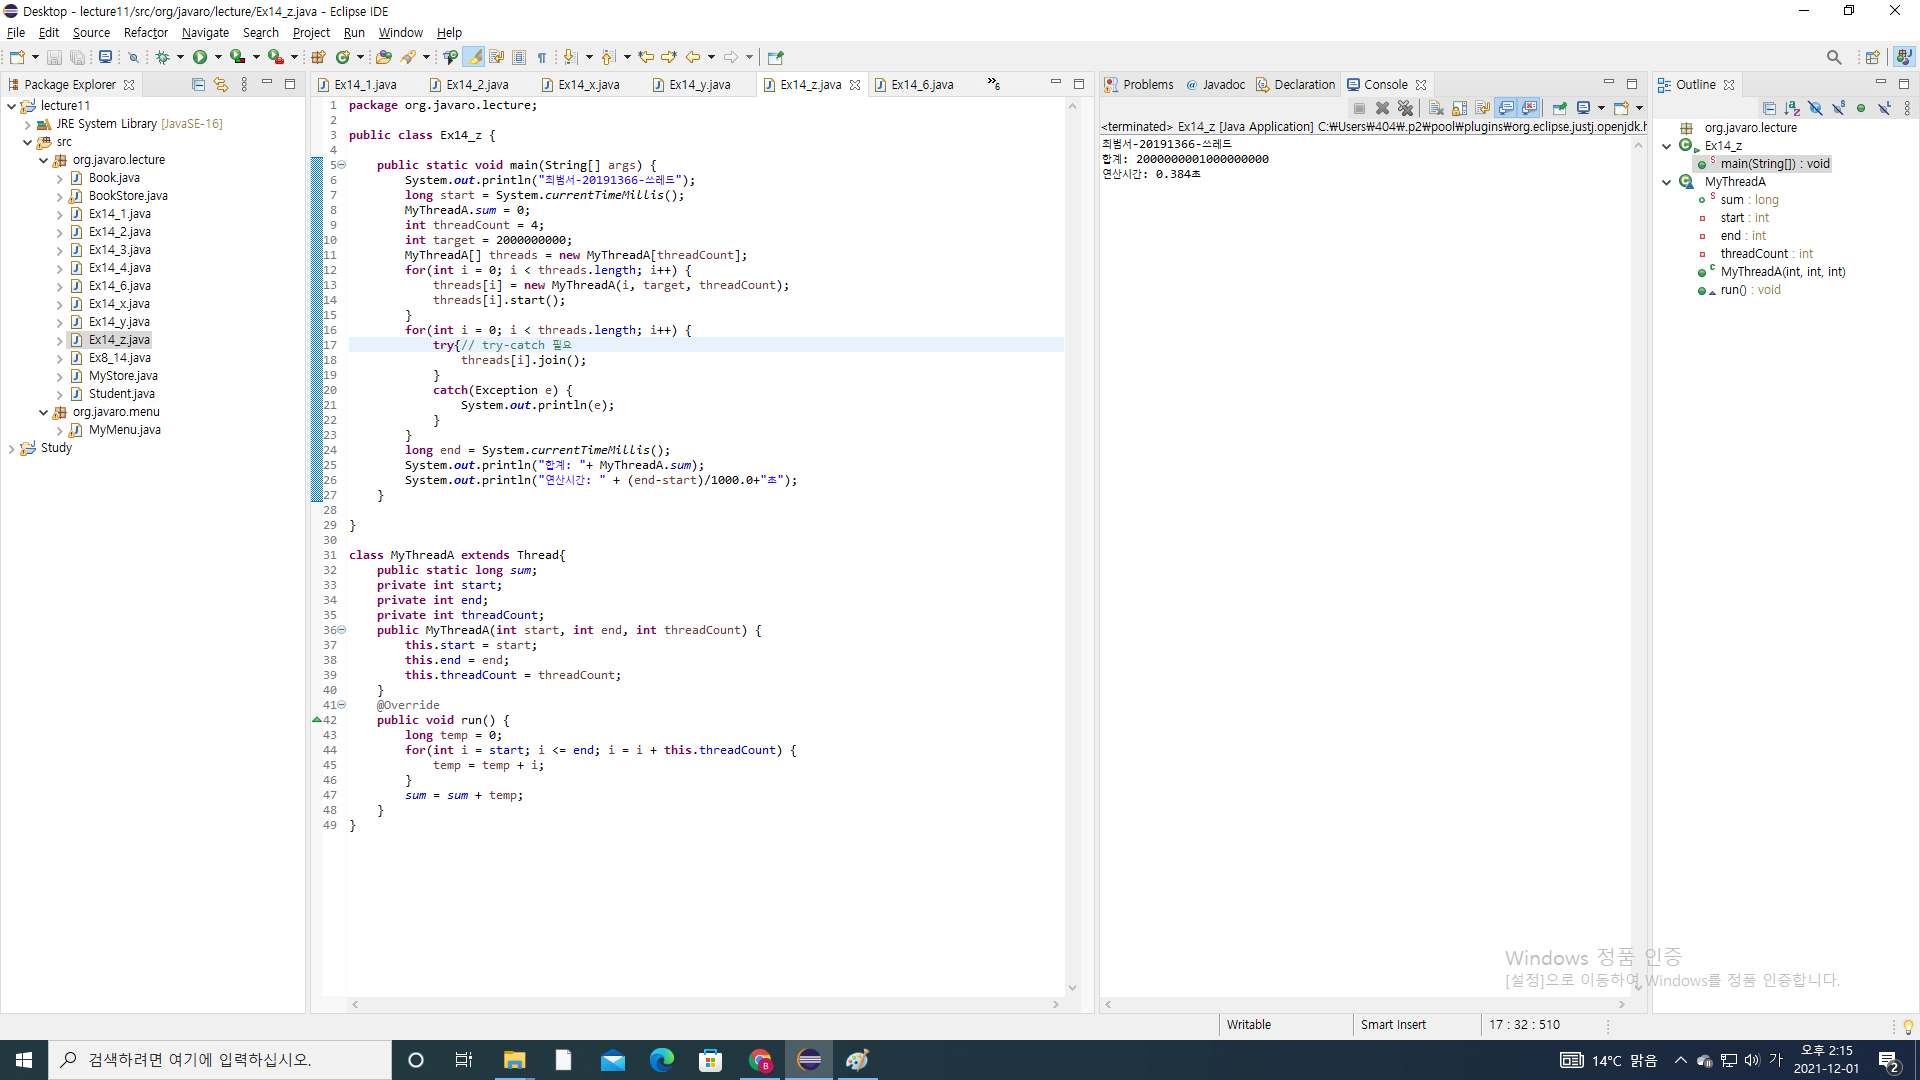 Desktop - lecture11/src/org/javaro/lecture/Ex14_z.java - Eclipse IDE
File Edit Source Refactor Navigate Search Project Run Window Help
Package Explorer
lecture11
JRE System Library [JavaSE-16]
src
org.javaro.lecture
Book.java
BookStore.java
Ex14_1.java
Ex14_2.java
Ex14_3.java
Ex14_4.java
Ex14_6.java
Ex14_x.java
Ex14_y.java
Ex14_z.java
Ex8_14.java
MyStore.java
Student.java
org.javaro.menu
MyMenu.java
Study
Ex14_1.java Ex14_2.java Ex14_x.java Ex14_y.java Ex14_z.java Ex14_6.java »6
1 package org.javaro.lecture;
2
3 public class Ex14_z {
4
5 public static void main(String[] args) {
6 System.out.println("최범서-20191366-쓰레드");
7 long start = System.currentTimeMillis();
8 MyThreadA.sum = 0;
9 int threadCount = 4;
10 int target = 2000000000;
11 MyThreadA[] threads = new MyThreadA[threadCount];
12 for(int i = 0; i < threads.length; i++) {
13 threads[i] = new MyThreadA(i, target, threadCount);
14 threads[i].start();
15 }
16 for(int i = 0; i < threads.length; i++) {
17 try{// try-catch 필요
18 threads[i].join();
19 }
20 catch(Exception e) {
21 System.out.println(e);
22 }
23 }
24 long end = System.currentTimeMillis();
25 System.out.println("합계: "+ MyThreadA.sum);
26 System.out.println("연산시간: " + (end-start)/1000.0+"초");
27 }
28
29 }
30
31 class MyThreadA extends Thread{
32 public static long sum;
33 private int start;
34 private int end;
35 private int threadCount;
36 public MyThreadA(int start, int end, int threadCount) {
37 this.start = start;
38 this.end = end;
39 this.threadCount = threadCount;
40 }
41 @Override
42 public void run() {
43 long temp = 0;
44 for(int i = start; i <= end; i = i + this.threadCount) {
45 temp = temp + i;
46 }
47 sum = sum + temp;
48 }
49 }
Problems @ Javadoc Declaration Console
<terminated> Ex14_z [Java Application] C:₩Users₩404₩.p2₩pool₩plugins₩org.eclipse.justj.openjdk.h
최범서-20191366-쓰레드
합계: 2000000001000000000
연산시간: 0.384초
Outline
org.javaro.lecture
Ex14_z
main(String[]) : void
MyThreadA
sum : long
start : int
end : int
threadCount : int
MyThreadA(int, int, int)
run() : void
Windows 정품 인증
[설정]으로 이동하여 Windows를 정품 인증합니다.
Writable Smart Insert 17 : 32 : 510
검색하려면 여기에 입력하십시오.
14°C 맑음 가 오후 2:15
2021-12-01
2